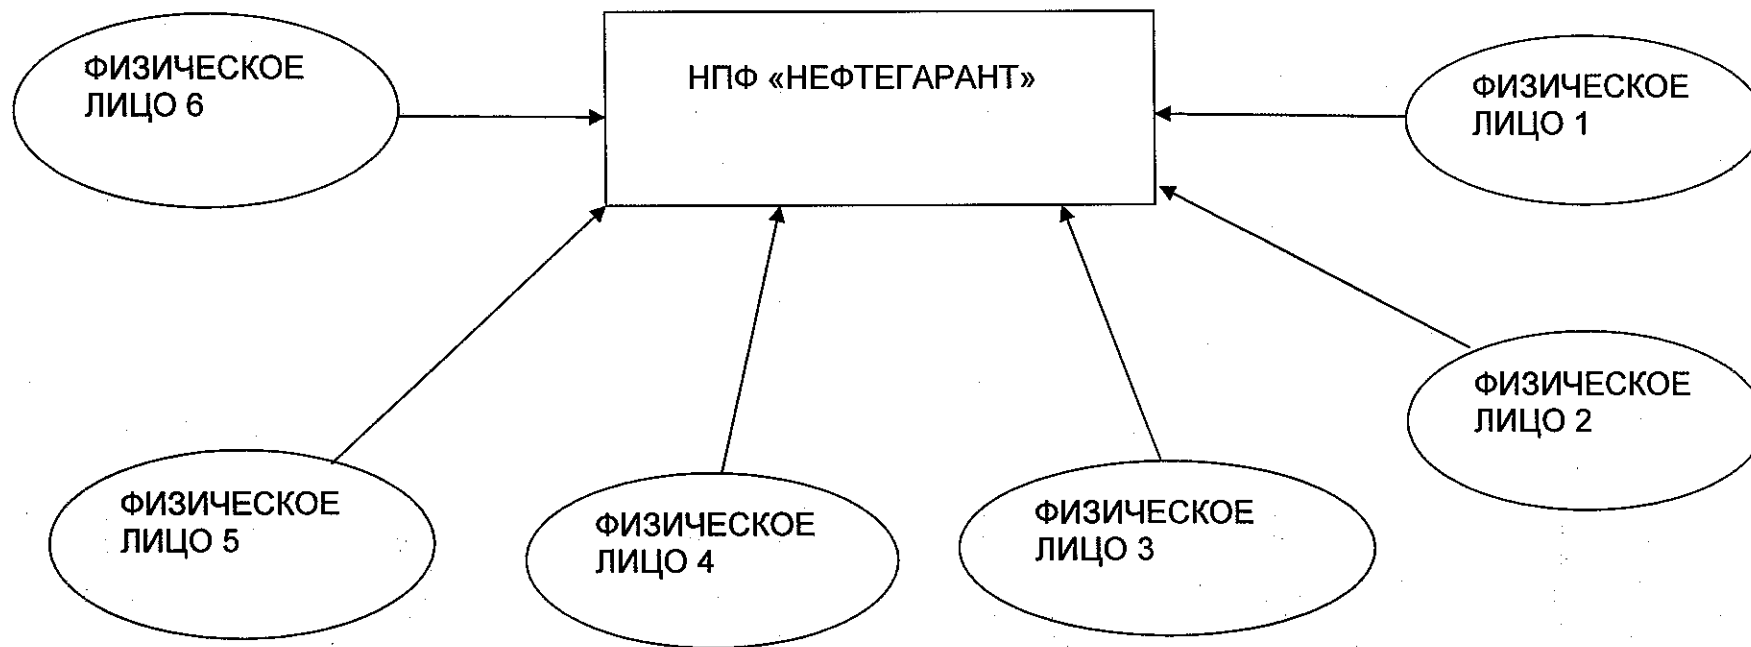 НПФ «НЕФТЕГАРАНТ»
ФИЗИЧЕСКОЕ
ЛИЦО 6
ФИЗИЧЕСКОЕ
ЛИЦО 1
ФИЗИЧЕСКОЕ
ЛИЦО 2
ФИЗИЧЕСКОЕ
ЛИЦО 5
ФИЗИЧЕСКОЕ
ЛИЦО 4
ФИЗИЧЕСКОЕ
ЛИЦО 3